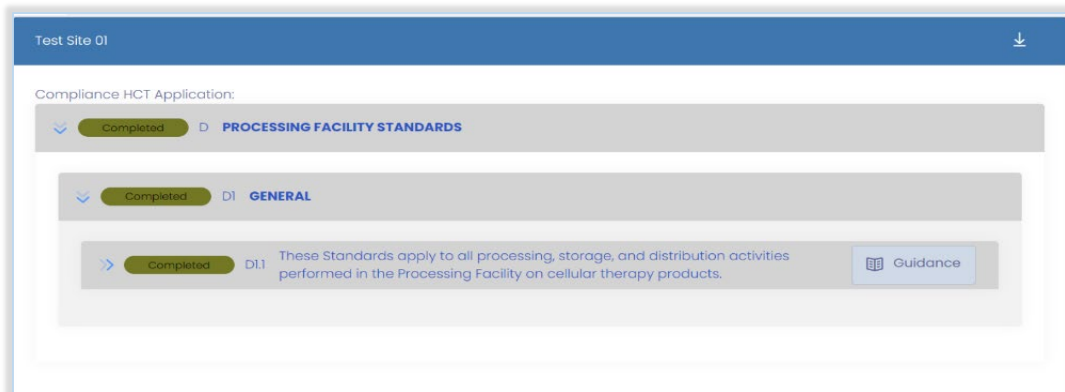 Test Site 01
Compliance HCT Application:
Completed D PROCESSING FACILITY STANDARDS
Completed D1 GENERAL
Completed D1.1 These Standards apply to all processing, storage, and distribution activities
performed in the Processing Facility on cellular therapy products.
Guidance